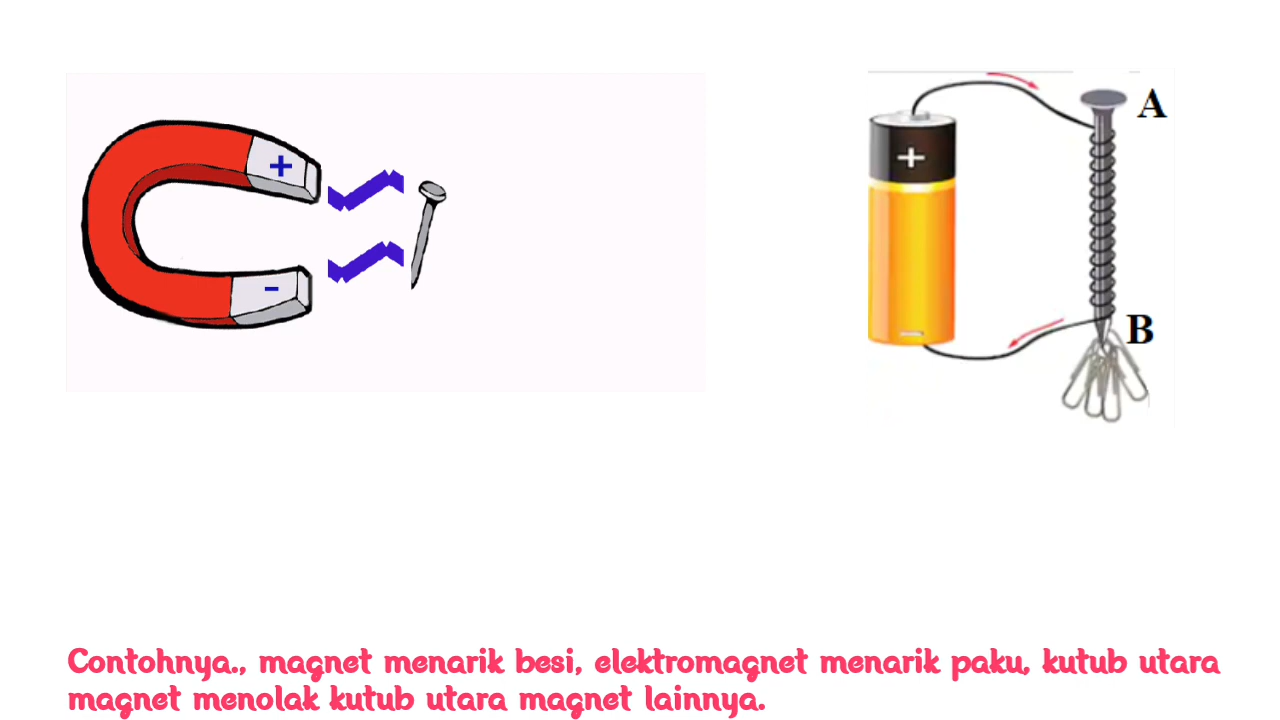 +
-
+
—
A
B
Contohnya., magnet menarik besi, elektromagnet menarik paku, kutub utara
magnet menolak kutub utara magnet lainnya.